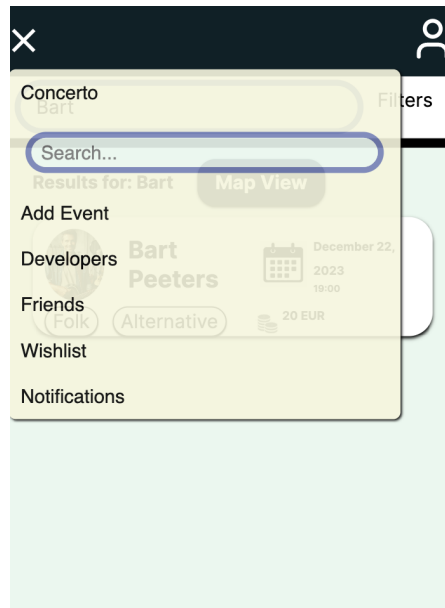 Concerto
Bart
Filters
Search...
Results for: Bart
Map View
Add Event
Developers
Friends
Wishlist
Notifications
Bart
Peeters
December 22,
2023
19:00
Folk
Alternative
20 EUR